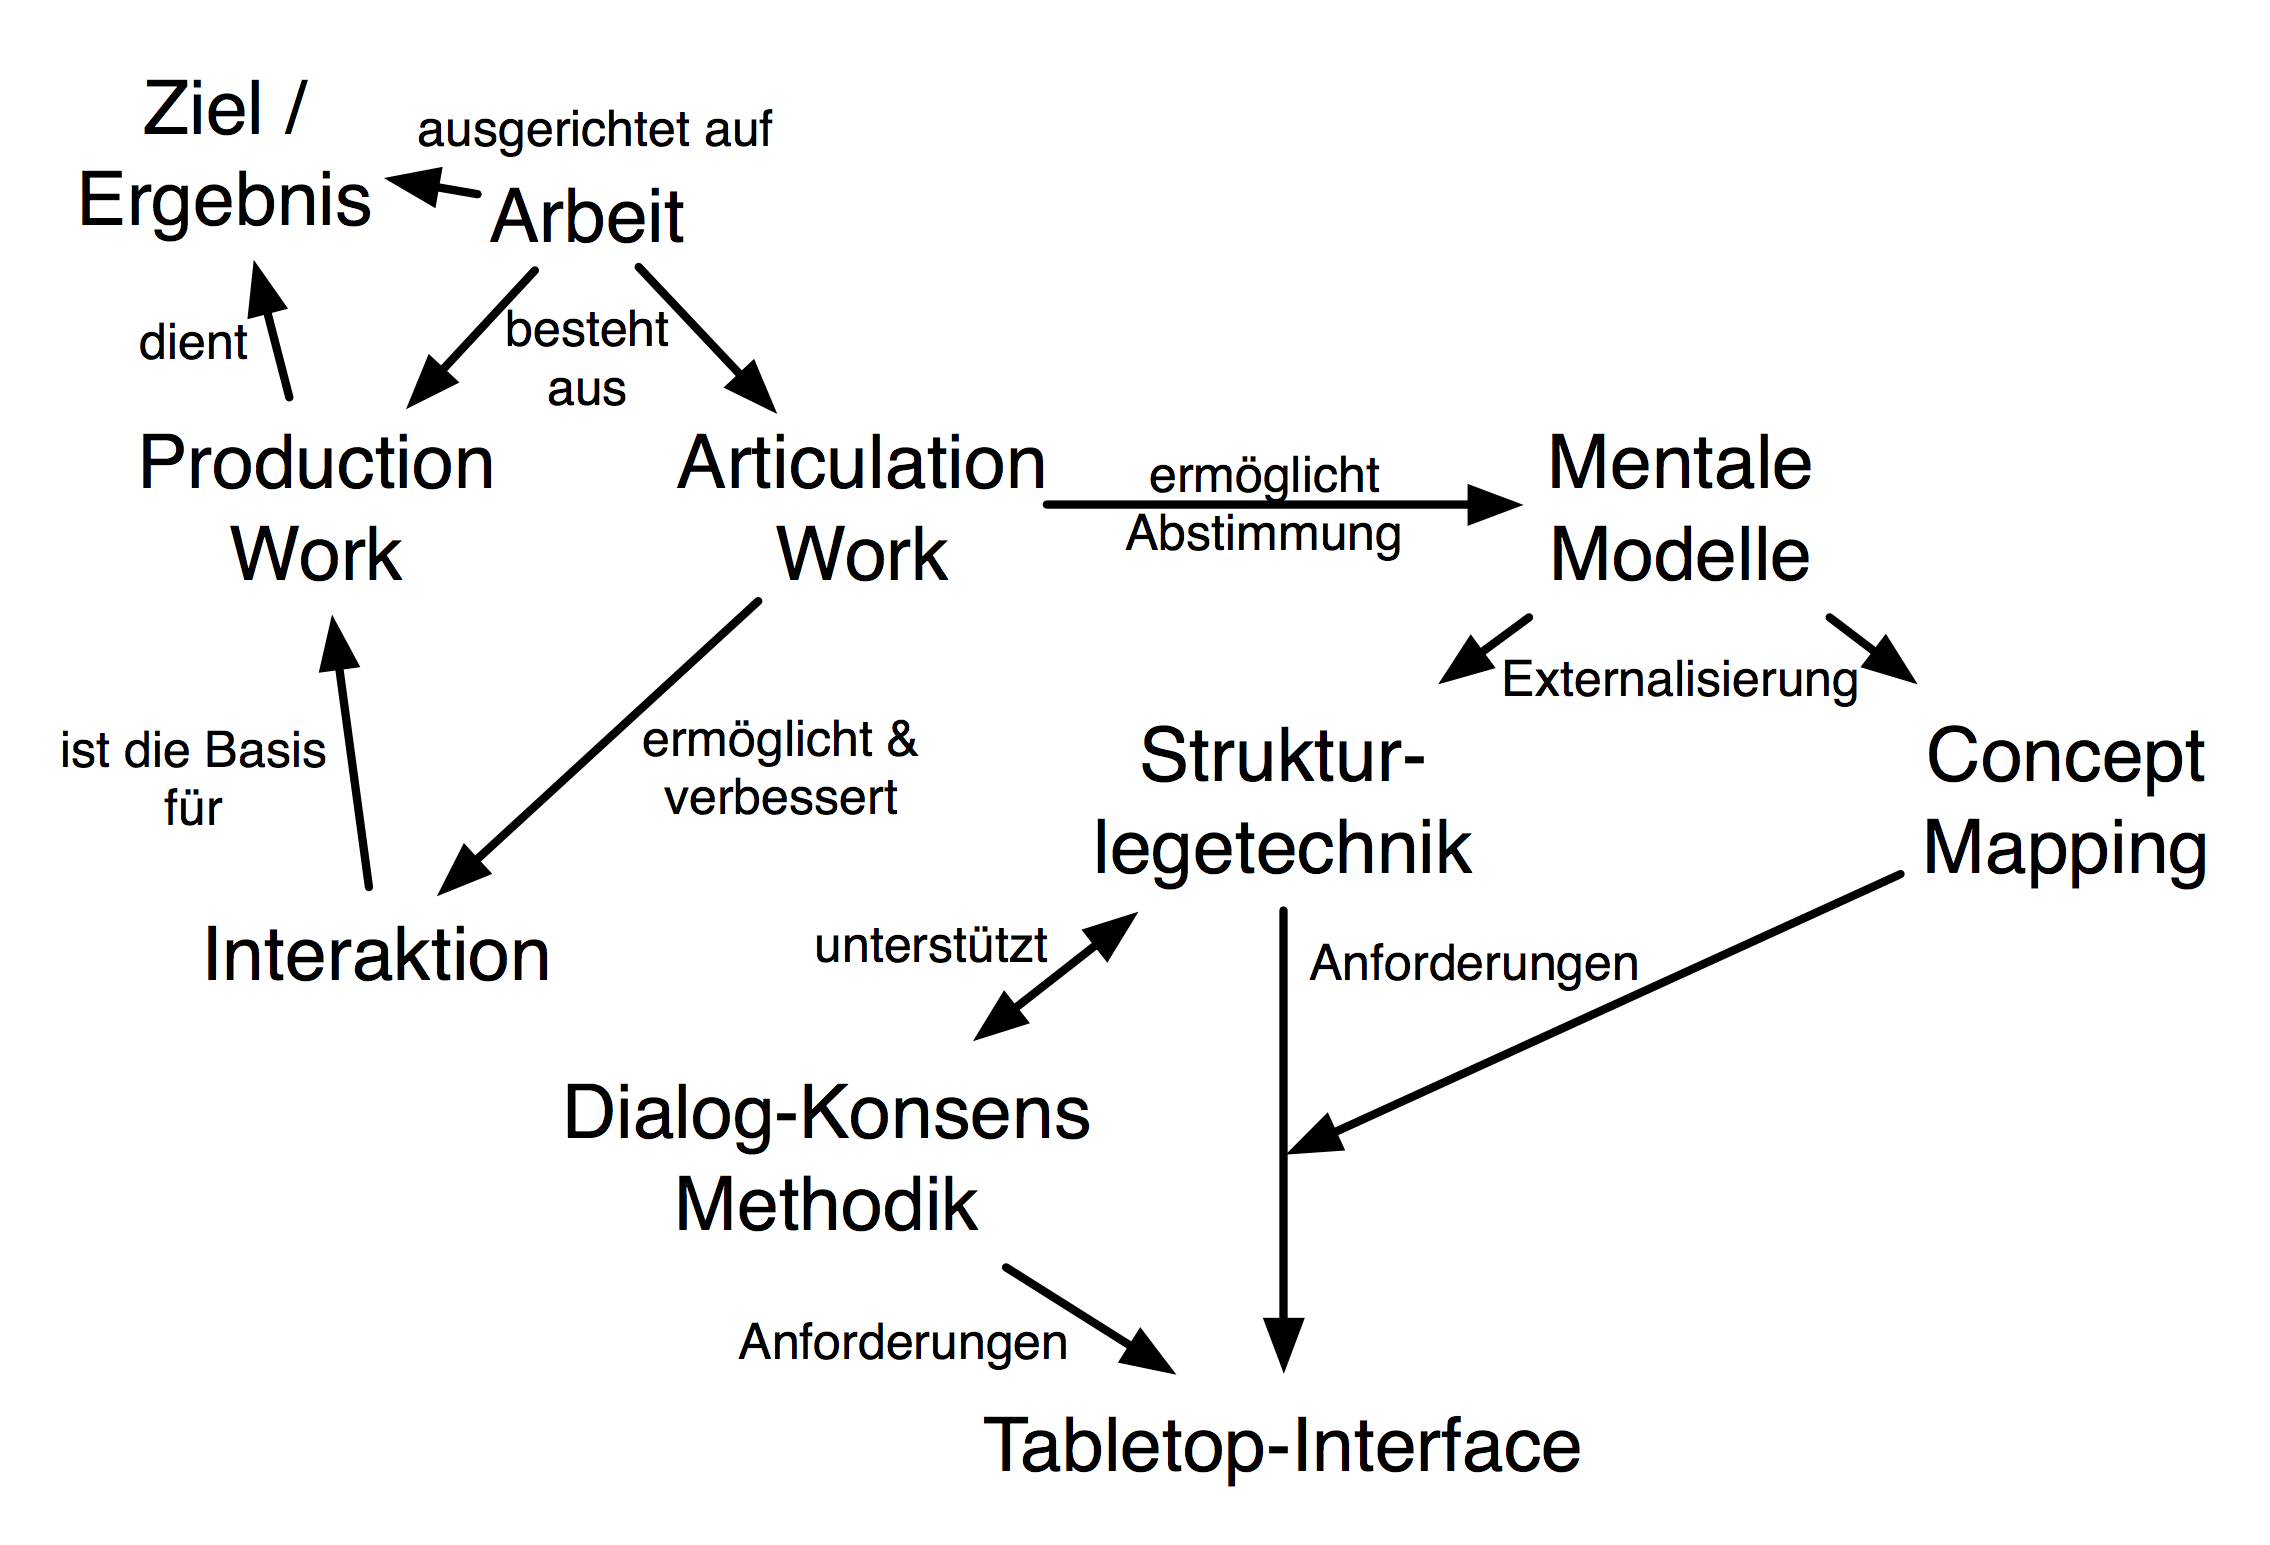 Ziel /
Ergebnis
ausgerichtet auf
Arbeit
dient
besteht
aus
Production
Work
Articulation
Work
ermöglicht
Abstimmung
Mentale
Modelle
Externalisierung
ist die Basis
für
ermöglicht &
verbessert
Struktur-
legetechnik
Concept
Mapping
Interaktion
unterstützt
Anforderungen
Dialog-Konsens
Methodik
Anforderungen
Tabletop-Interface